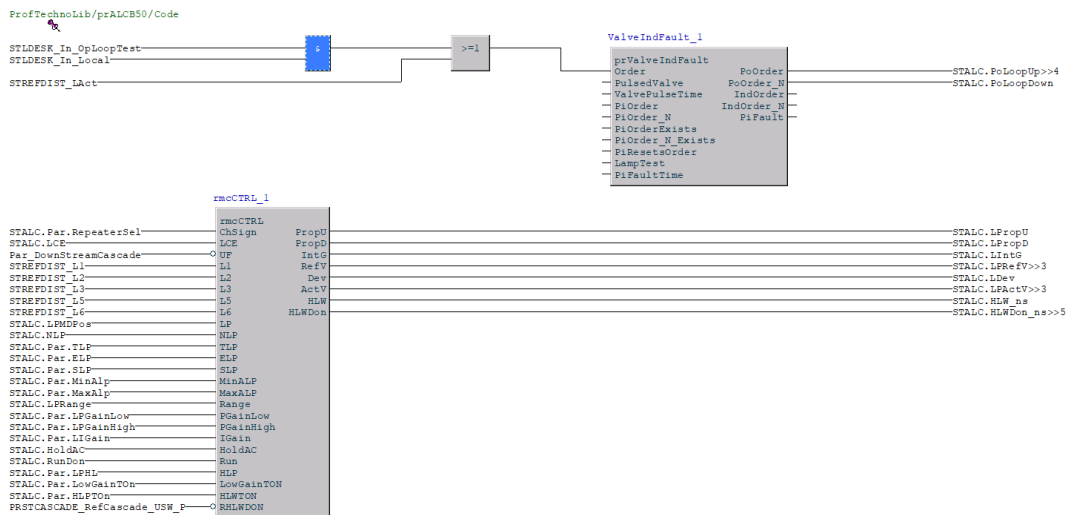 ProfTechnoLib/prALCB50/Code
ValveIndFault_1
STLDESK_In_OpLoopTest & >=1
STLDESK_In_Local
prValveIndFault
Order PoOrder STALC.PoLoopUp>>4
STREFDIST_LAct PulsedValve PoOrder_N STALC.PoLoopDown
ValvePulseTime IndOrder
PiOrder IndOrder_N
PiOrder_N PiFault
PiOrderExists
PiOrder_N_Exists
PiResetsOrder
LampTest
PiFaultTime
rmcCTRL_1
rmcCTRL
STALC.Par.RepeaterSel ChSign PropU STALC.LPropU
STALC.LCE LCE PropD STALC.LPropD
Par_DownStreamCascade UF IntG STALC.LIntG
STREFDIST_L1 L1 RefV STALC.LPRefV>>3
STREFDIST_L2 L2 Dev STALC.LDev
STREFDIST_L3 L3 ActV STALC.LPActV>>3
STREFDIST_L5 L5 HLW STALC.HLW_ns
STREFDIST_L6 L6 HLWDon STALC.HLWDon_ns>>5
STALC.LPMDPos LP
STALC.NLP NLP
STALC.Par.TLP TLP
STALC.Par.ELP ELP
STALC.Par.SLP SLP
STALC.Par.MinAlp MinALP
STALC.Par.MaxAlp MaxALP
STALC.LPRange Range
STALC.Par.LPGainLow PGainLow
STALC.Par.LPGainHigh PGainHigh
STALC.Par.LIGain IGain
STALC.HoldAC HoldAC
STALC.RunDon Run
STALC.Par.LPHL HLP
STALC.Par.LowGainTOn LowGainTON
STALC.Par.HLPTOn HLWTON
PRSTCASCADE_RefCascade_USW_P RHLWDON